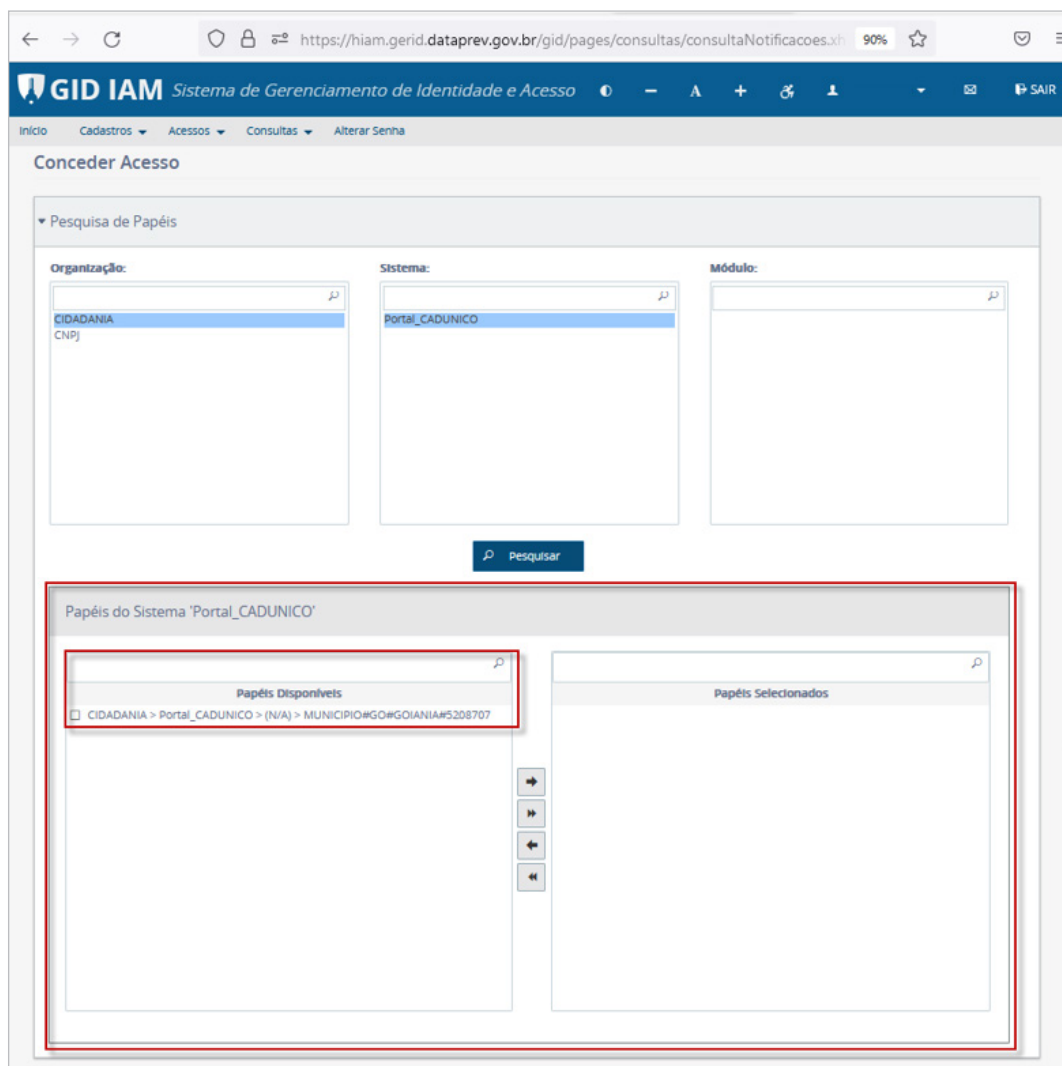 https://hiam.gerid.dataprev.gov.br/gid/pages/consultas/consultaNotificacoes.xh 90%
GID IAM Sistema de Gerenciamento de Identidade e Acesso A SAIR
Início Cadastros Acessos Consultas Alterar Senha
Conceder Acesso
Pesquisa de Papéis
Organização: Sistema: Módulo:
CIDADANIA Portal_CADUNICO
CNPJ
Pesquisar
Papéis do Sistema 'Portal_CADUNICO'
Papéis Disponíveis Papéis Selecionados
CIDADANIA > Portal_CADUNICO > (N/A) > MUNICIPIO#GO#GOIANIA#5208707